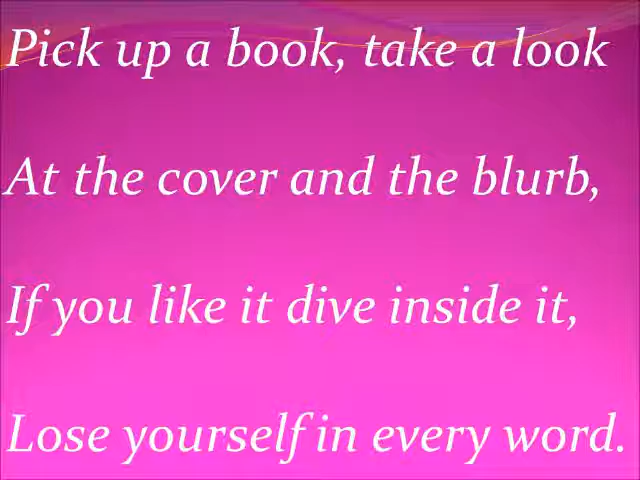 Pick up a book, take a look
At the cover and the blurb,
If you like it dive inside it,
Lose yourself in every word.